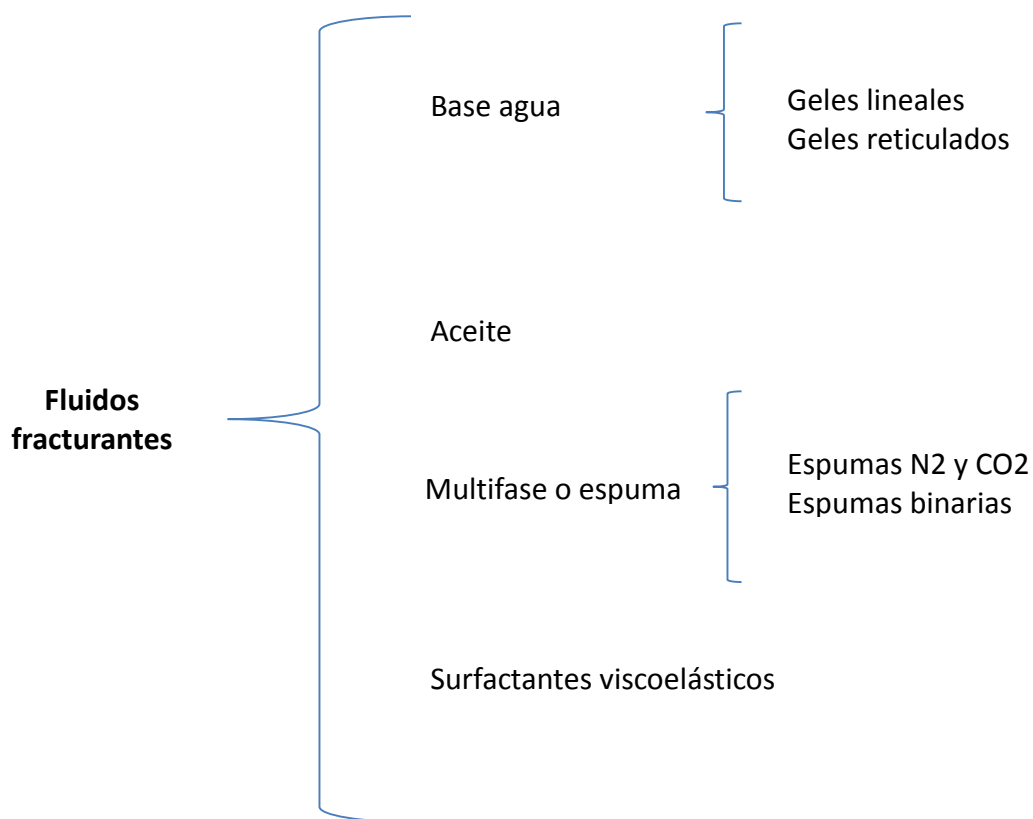 Fluidos
fracturantes
Base agua
Geles lineales
Geles reticulados
Aceite
Multifase o espuma
Espumas N2 y CO2
Espumas binarias
Surfactantes viscoelásticos